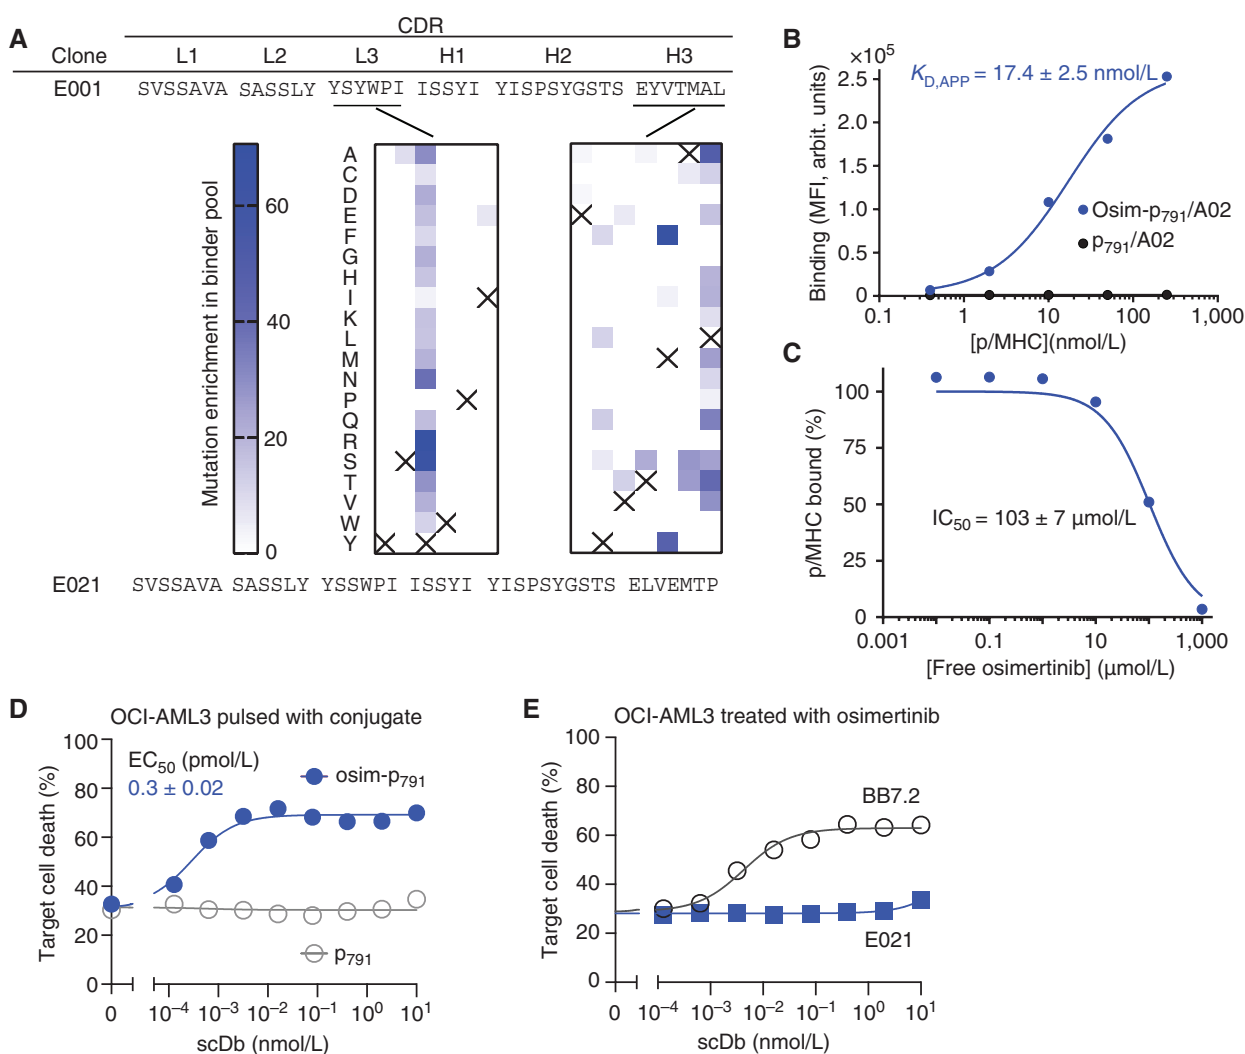 A
CDR
Clone L1 L2 L3 H1 H2 H3
E001 SVSSAVA SASSLY YSYWPI ISSYI YISPSYGSTS EYVTMAL
Mutation enrichment in binder pool
60
40
20
0
A
C
D
E
F
G
H
I
K
L
M
N
P
Q
R
S
T
V
W
Y
E021 SVSSAVA SASSLY YSSWPI ISSYI YISPSYGSTS ELVEMTP
B
×10⁵
K_D,APP = 17.4 ± 2.5 nmol/L
Binding (MFI, arbit. units)
2.5
2.0
1.5
1.0
0.5
0
Osim-p₇₉₁/A02
p₇₉₁/A02
0.1 1 10 100 1,000
[p/MHC](nmol/L)
C
p/MHC bound (%)
100
75
50
25
0
IC₅₀ = 103 ± 7 µmol/L
0.001 0.1 10 1,000
[Free osimertinib] (µmol/L)
D
OCI-AML3 pulsed with conjugate
Target cell death (%)
100
80
60
40
20
0
EC₅₀ (pmol/L)
0.3 ± 0.02
osim-p₇₉₁
p₇₉₁
0 10⁻⁴ 10⁻³ 10⁻² 10⁻¹ 10⁰ 10¹
scDb (nmol/L)
E
OCI-AML3 treated with osimertinib
Target cell death (%)
100
80
60
40
20
0
BB7.2
E021
0 10⁻⁴ 10⁻³ 10⁻² 10⁻¹ 10⁰ 10¹
scDb (nmol/L)